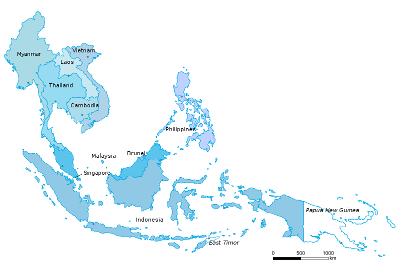 Myanmar
Vietnam
Laos
Thailand
Cambodia
Philippines
Malaysia
Brunei
Singapore
Indonesia
Papua New Guinea
East Timor
0 500 1000
km